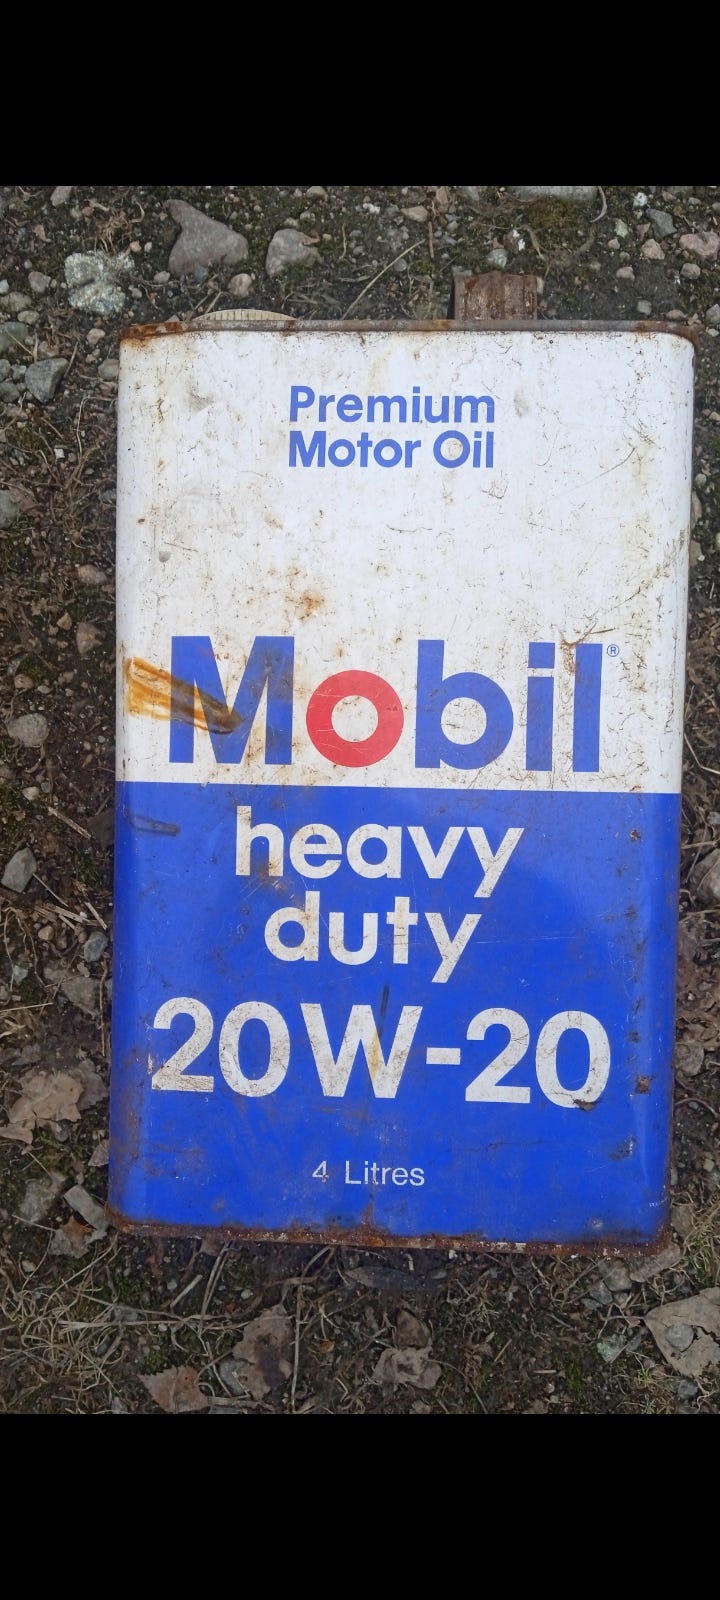 Premium
Motor Oil
Mobil®
heavy
duty
20W-20
4 Litres